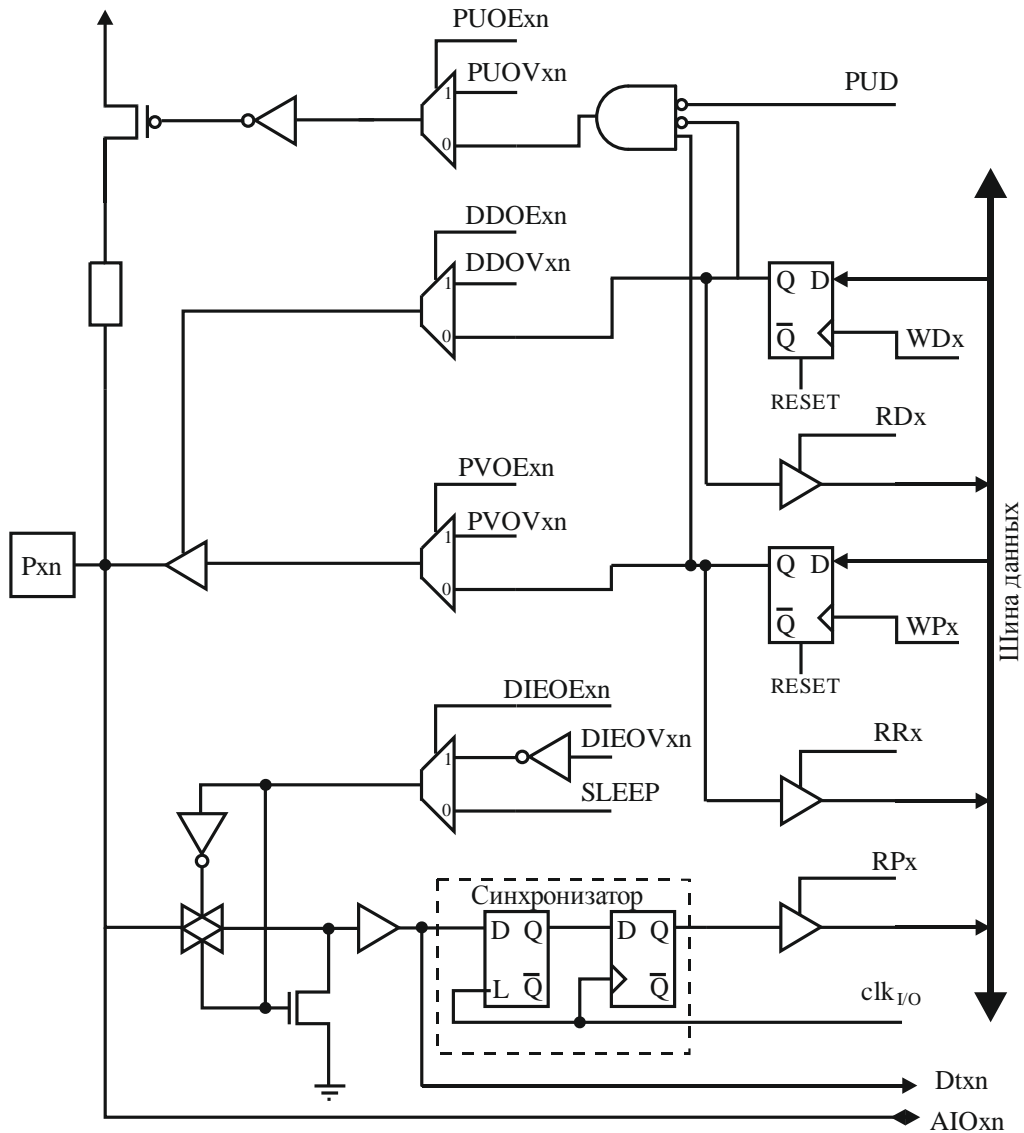 PUOExn
PUOVxn
1
0
PUD
DDOExn
DDOVxn
1
0
Q D
Q
WDx
RESET
RDx
PVOExn
PVOVxn
1
0
Pxn
Q D
Q
WPx
RESET
Шина данных
DIEOExn
DIEOVxn
1
SLEEP
0
RRx
RPx
Синхронизатор
D Q
D Q
L Q
Q
clk I/O
Dtxn
AIOxn